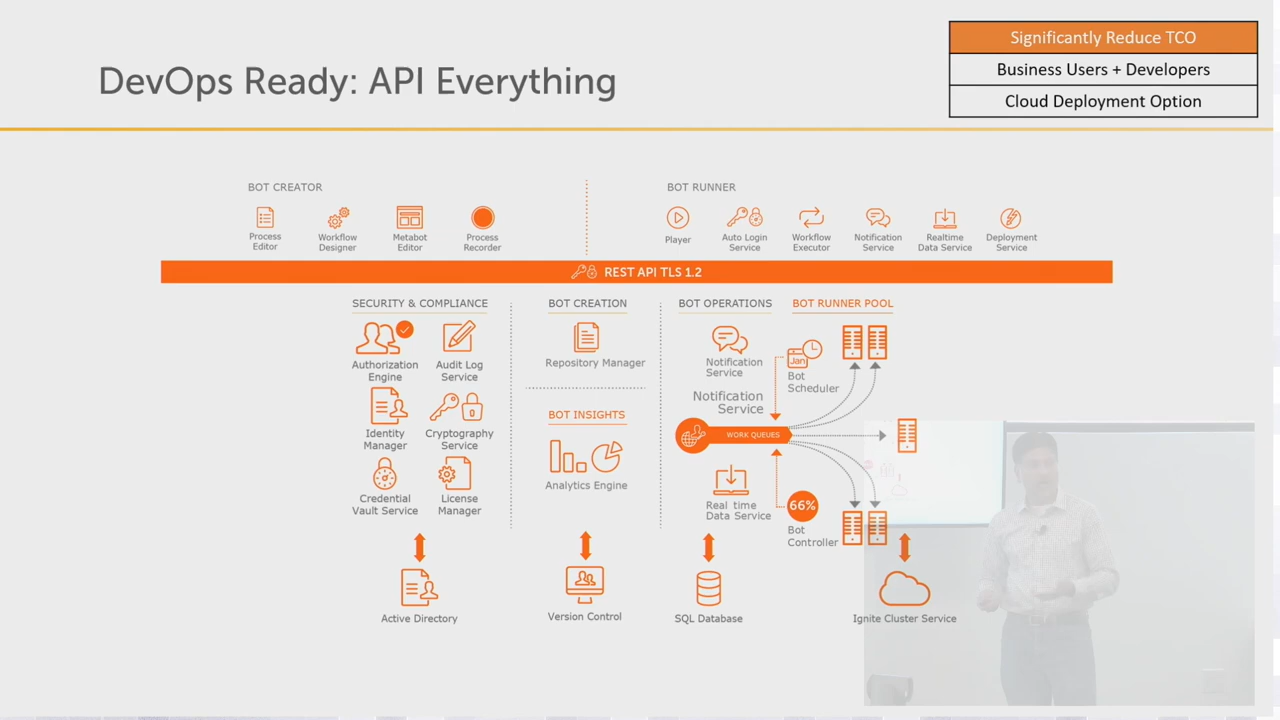 Significantly Reduce TCO
DevOps Ready: API Everything
Business Users + Developers
Cloud Deployment Option
BOT CREATOR
BOT RUNNER
Process
Editor
Workflow
Designer
Metabot
Editor
Process
Recorder
Player
Auto Login
Service
Workflow
Executor
Notification
Service
Realtime
Data Service
Deployment
Service
REST API TLS 1.2
SECURITY & COMPLIANCE
Authorization
Engine
Audit Log
Service
Identity
Manager
Cryptography
Service
Credential
Vault Service
License
Manager
BOT CREATION
Repository Manager
BOT INSIGHTS
Analytics Engine
BOT OPERATIONS
BOT RUNNER POOL
Notification
Service
Jan
Bot
Scheduler
Notification
Service
WORK QUEUES
Real time
Data Service
66%
Bot
Controller
Active Directory
Version Control
SQL Database
Ignite Cluster Service